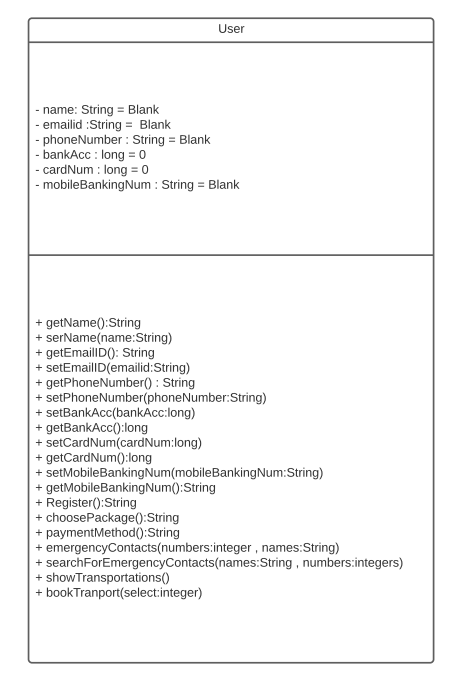 User
- name: String = Blank
- emailid :String =  Blank
- phoneNumber : String = Blank
- bankAcc : long = 0
- cardNum : long = 0
- mobileBankingNum : String = Blank
+ getName():String
+ serName(name:String)
+ getEmailID(): String
+ setEmailID(emailid:String)
+ getPhoneNumber() : String
+ setPhoneNumber(phoneNumber:String)
+ setBankAcc(bankAcc:long)
+ getBankAcc():long
+ setCardNum(cardNum:long)
+ getCardNum():long
+ setMobileBankingNum(mobileBankingNum:String)
+ getMobileBankingNum():String
+ Register():String
+ choosePackage():String
+ paymentMethod():String
+ emergencyContacts(numbers:integer , names:String)
+ searchForEmergencyContacts(names:String , numbers:integers)
+ showTransportations()
+ bookTranport(select:integer)